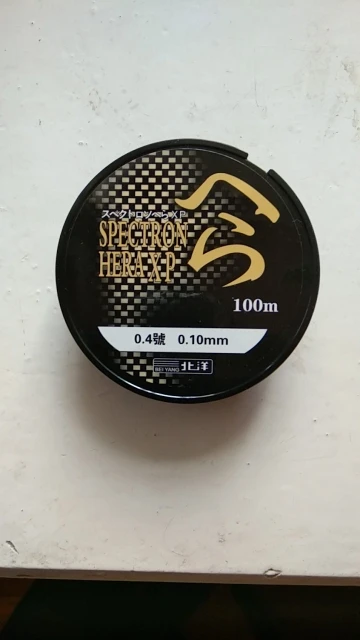 へら
スペクトロンへらXP
SPECTRON
HERA XP
100m
0.4號 0.10mm
BEI YANG 北洋